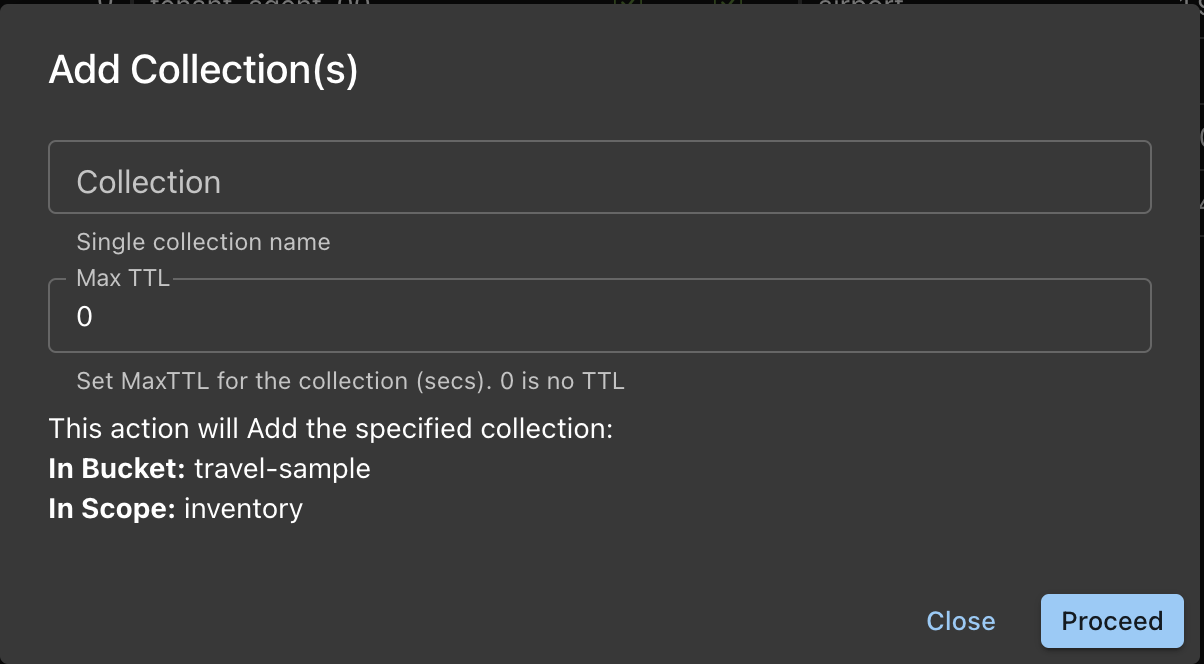 Add Collection(s)
Collection
Single collection name
Max TTL
0
Set MaxTTL for the collection (secs). 0 is no TTL
This action will Add the specified collection:
In Bucket: travel-sample
In Scope: inventory
Close
Proceed